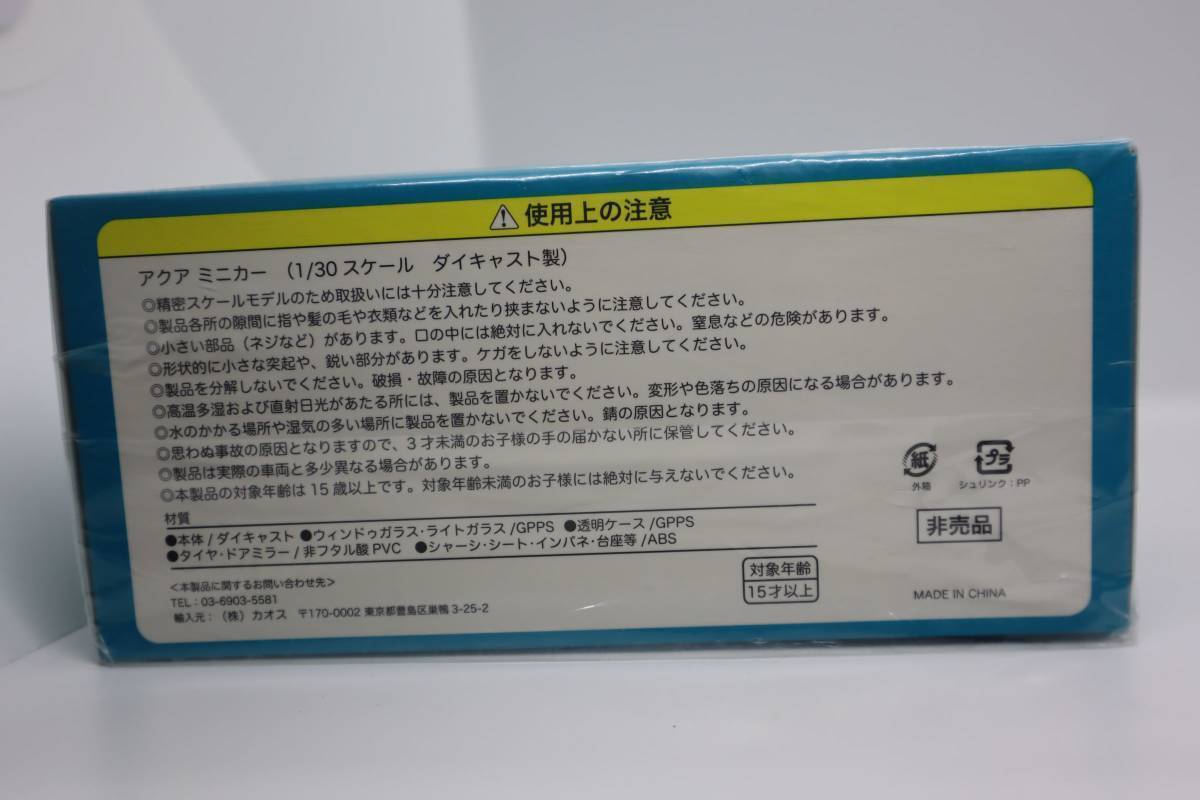 ⚠使用上の注意
アクア ミニカー (1/30スケール ダイキャスト製)
◎精密スケールモデルのため取扱いには十分注意してください。
◎製品各所の隙間に指や髪の毛や衣類などを入れたり挟まないように注意してください。
◎小さい部品(ネジなど)があります。口の中には絶対に入れないでください。窒息などの危険があります。
◎形状的に小さな突起や、鋭い部分があります。ケガをしないように注意してください。
◎製品を分解しないでください。破損・故障の原因となります。
◎高温多湿および直射日光があたる所には、製品を置かないでください。変形や色落ちの原因になる場合があります。
◎水のかかる場所や湿気の多い場所に製品を置かないでください。錆の原因となります。
◎思わぬ事故の原因となりますので、3才未満のお子様の手の届かない所に保管してください。
◎製品は実際の車両と多少異なる場合があります。
◎本製品の対象年齢は15歳以上です。対象年齢未満のお子様には絶対に与えないでください。
紙
外箱
プラ
シュリンク:PP
材質
●本体/ダイキャスト ●ウィンドゥガラス・ライトガラス/GPPS ●透明ケース/GPPS
●タイヤ・ドアミラー/非フタル酸PVC ●シャーシ・シート・インパネ・台座等/ABS
非売品
<本製品に関するお問い合わせ先>
TEL:03-6903-5581
輸入元:(株)カオス 〒170-0002 東京都豊島区巣鴨3-25-2
対象年齢
15才以上
MADE IN CHINA